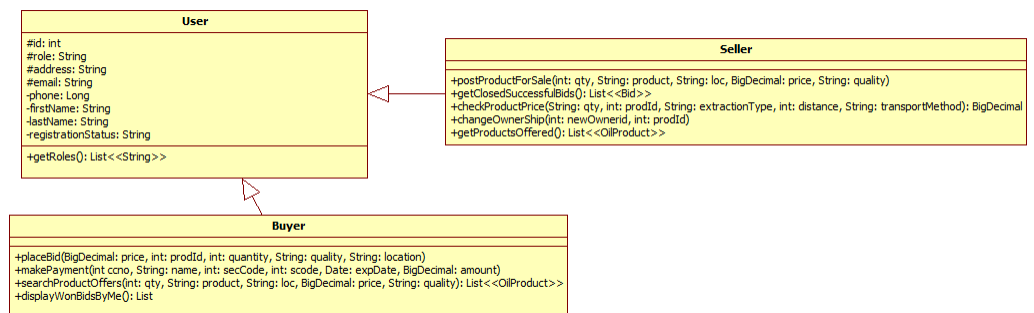 User
#id: int
#role: String
#address: String
#email: String
-phone: Long
-firstName: String
-lastName: String
-registrationStatus: String
+getRoles(): List<<String>>
Seller
+postProductForSale(int: qty, String: product, String: loc, BigDecimal: price, String: quality)
+getClosedSuccessfulBids(): List<<Bid>>
+checkProductPrice(String: qty, int: prodId, String: extractionType, int: distance, String: transportMethod): BigDecimal
+changeOwnerShip(int: newOwnerid, int: prodId)
+getProductsOffered(): List<<OilProduct>>
Buyer
+placeBid(BigDecimal: price, int: prodId, int: quantity, String: quality, String: location)
+makePayment(int ccno, String: name, int: secCode, int: scode, Date: expDate, BigDecimal: amount)
+searchProductOffers(int: qty, String: product, String: loc, BigDecimal: price, String: quality): List<<OilProduct>>
+displayWonBidsByMe(): List